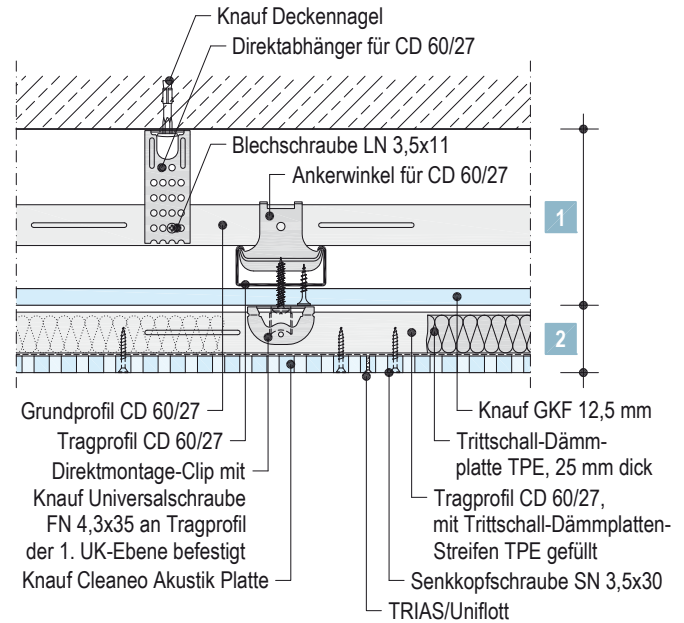 Knauf Deckennagel
Direktabhänger für CD 60/27
Blechschraube LN 3,5x11
Ankerwinkel für CD 60/27
1
2
Grundprofil CD 60/27
Tragprofil CD 60/27
Direktmontage-Clip mit
Knauf Universalschraube
FN 4,3x35 an Tragprofil
der 1. UK-Ebene befestigt
Knauf Cleaneo Akustik Platte
Knauf GKF 12,5 mm
Trittschall-Dämm-
platte TPE, 25 mm dick
Tragprofil CD 60/27,
mit Trittschall-Dämmplatten-
Streifen TPE gefüllt
Senkkopfschraube SN 3,5x30
TRIAS/Uniflott